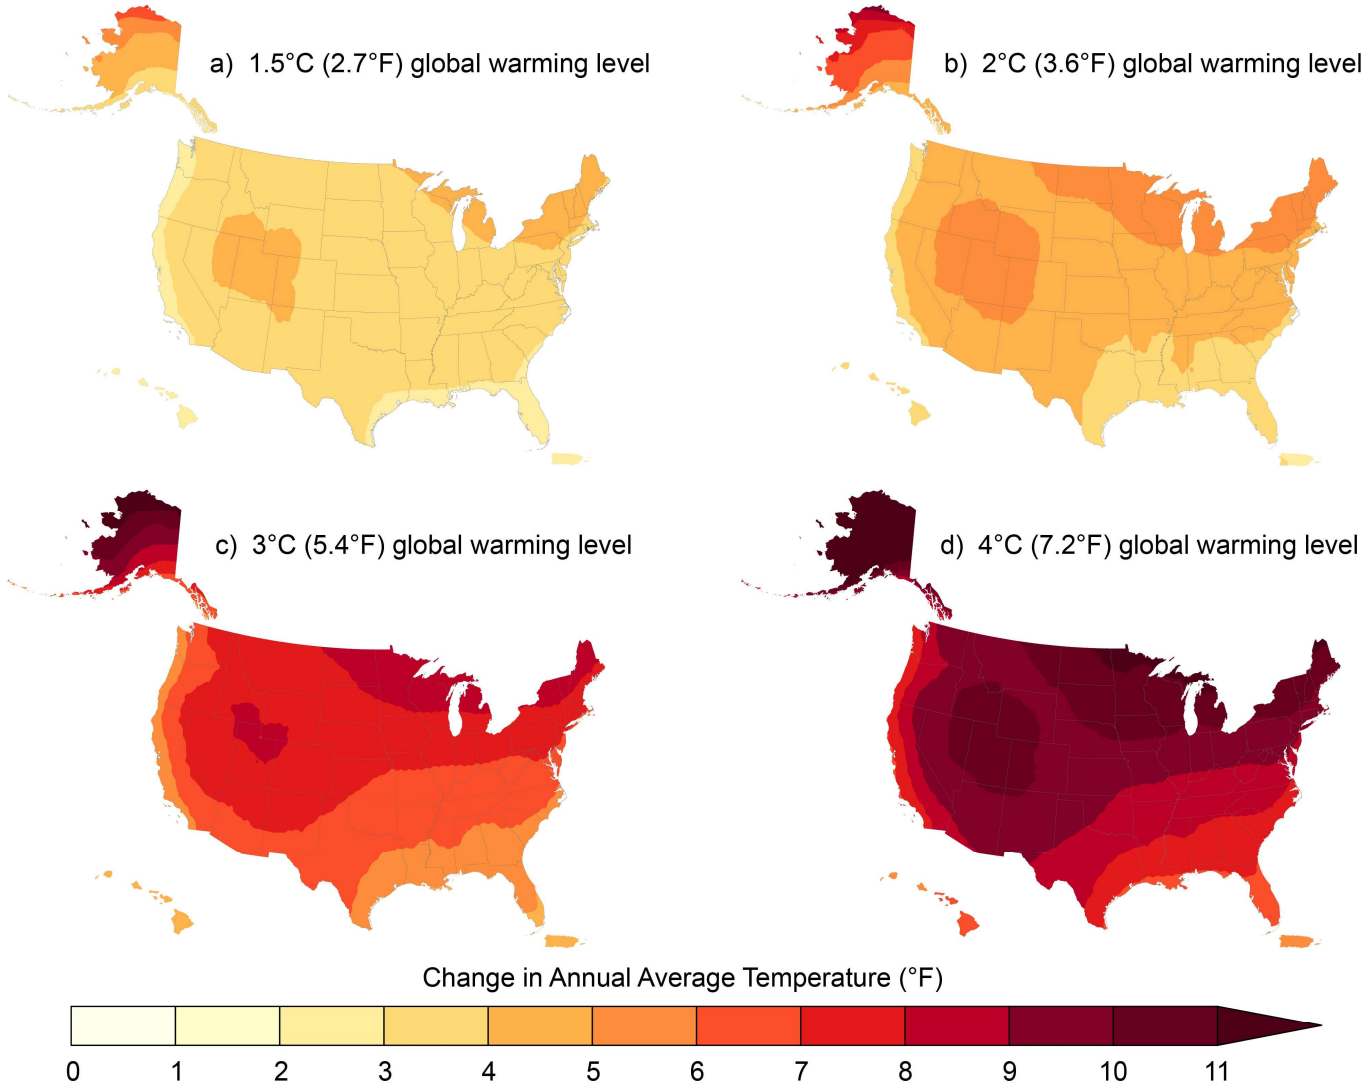 a) 1.5°C (2.7°F) global warming level
b) 2°C (3.6°F) global warming level
c) 3°C (5.4°F) global warming level
d) 4°C (7.2°F) global warming level
Change in Annual Average Temperature (°F)
0 1 2 3 4 5 6 7 8 9 10 11